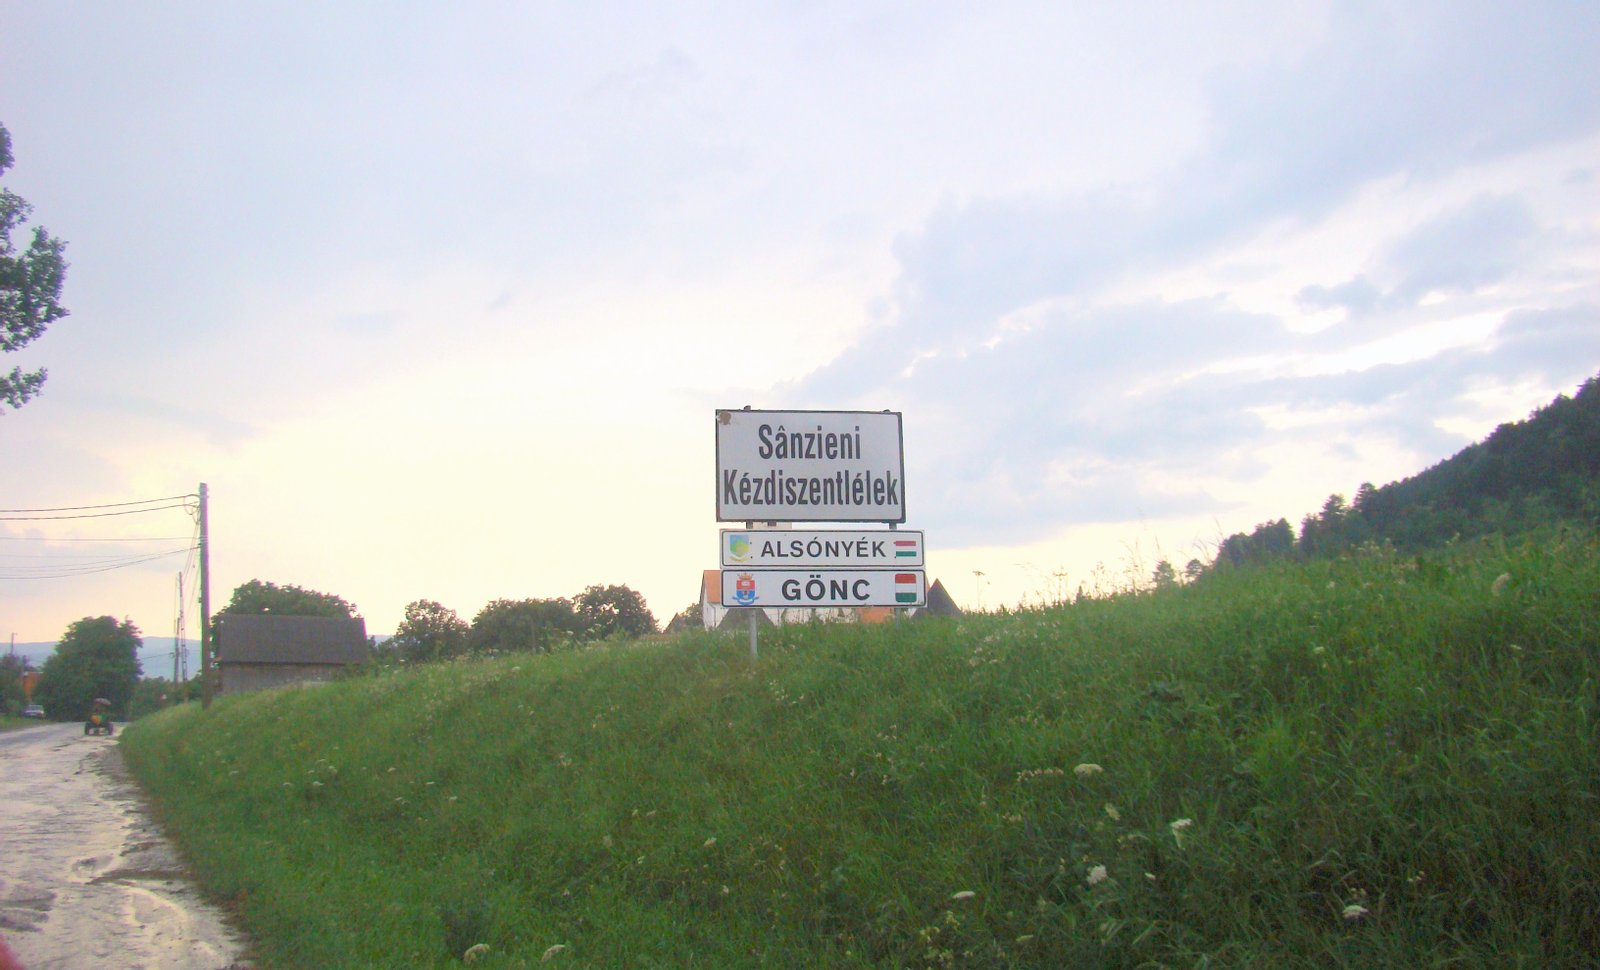 Sânzieni
Kézdiszentlélek
ALSÓNYÉK
GÖNC